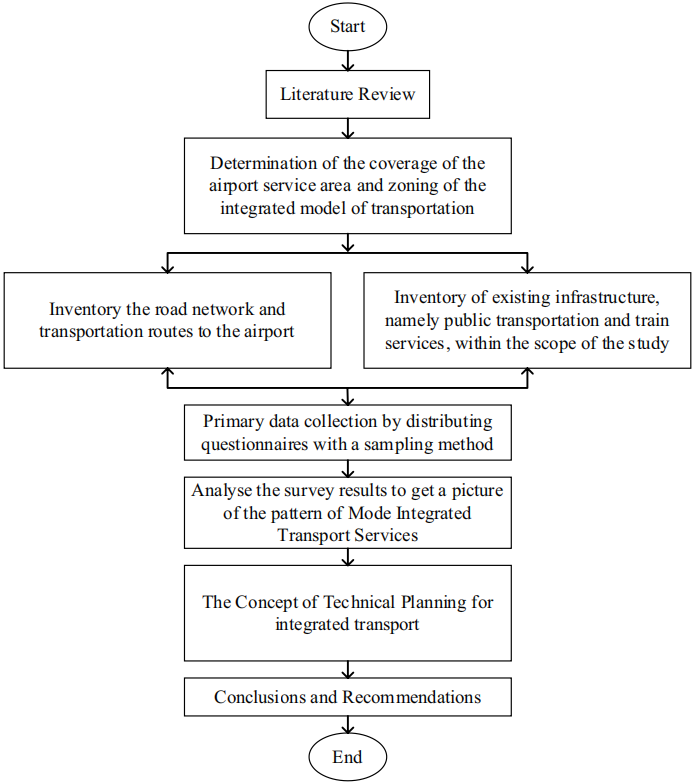 Start
Literature Review
Determination of the coverage of the
airport service area and zoning of the
integrated model of transportation
Inventory the road network and
transportation routes to the airport
Inventory of existing infrastructure,
namely public transportation and train
services, within the scope of the study
Primary data collection by distributing
questionnaires with a sampling method
Analyse the survey results to get a picture
of the pattern of Mode Integrated
Transport Services
The Concept of Technical Planning for
integrated transport
Conclusions and Recommendations
End